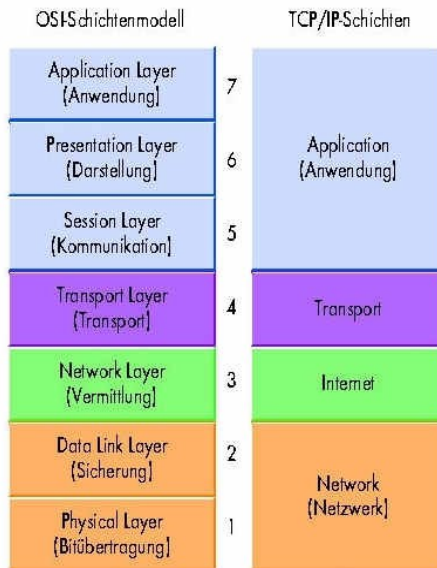 OSI-Schichtenmodell
TCP/IP-Schichten
Application Layer
(Anwendung)
7
Presentation Layer
(Darstellung)
6
Session Layer
(Kommunikation)
5
Application
(Anwendung)
Transport Layer
(Transport)
4
Transport
Network Layer
(Vermittlung)
3
Internet
Data Link Layer
(Sicherung)
2
Physical Layer
(Bitübertragung)
1
Network
(Netzwerk)